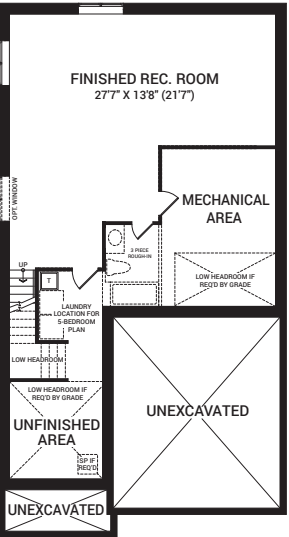 FINISHED REC. ROOM
27'7" X 13'8" (21'7")
OPT. WINDOW
MECHANICAL
AREA
3 PIECE
ROUGH-IN
UP
T
LOW HEADROOM IF
REQ'D BY GRADE
LAUNDRY
LOCATION FOR
5-BEDROOM
PLAN
LOW HEADROOM
LOW HEADROOM IF
REQ'D BY GRADE
UNFINISHED
AREA
UNEXCAVATED
SP IF
REQ'D
UNEXCAVATED